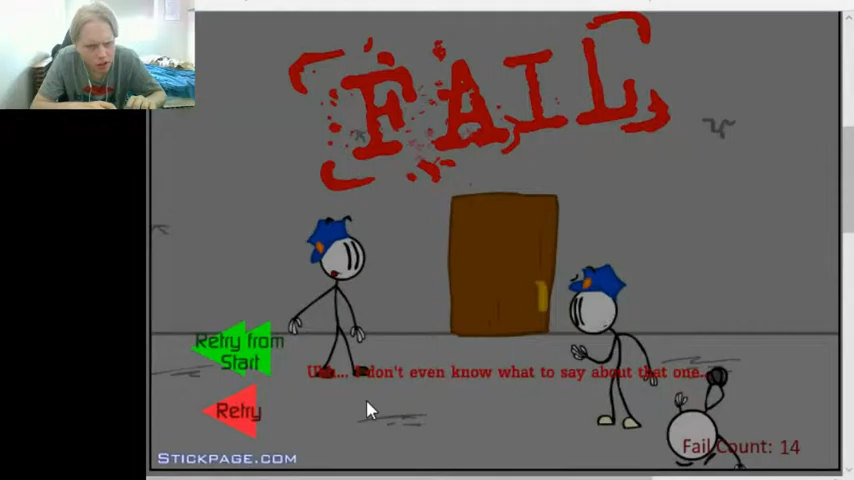 FAIL
Retry from
Start
Uhh... I don't even know what to say about that one...
Retry
Fail Count: 14
STICKPAGE.COM